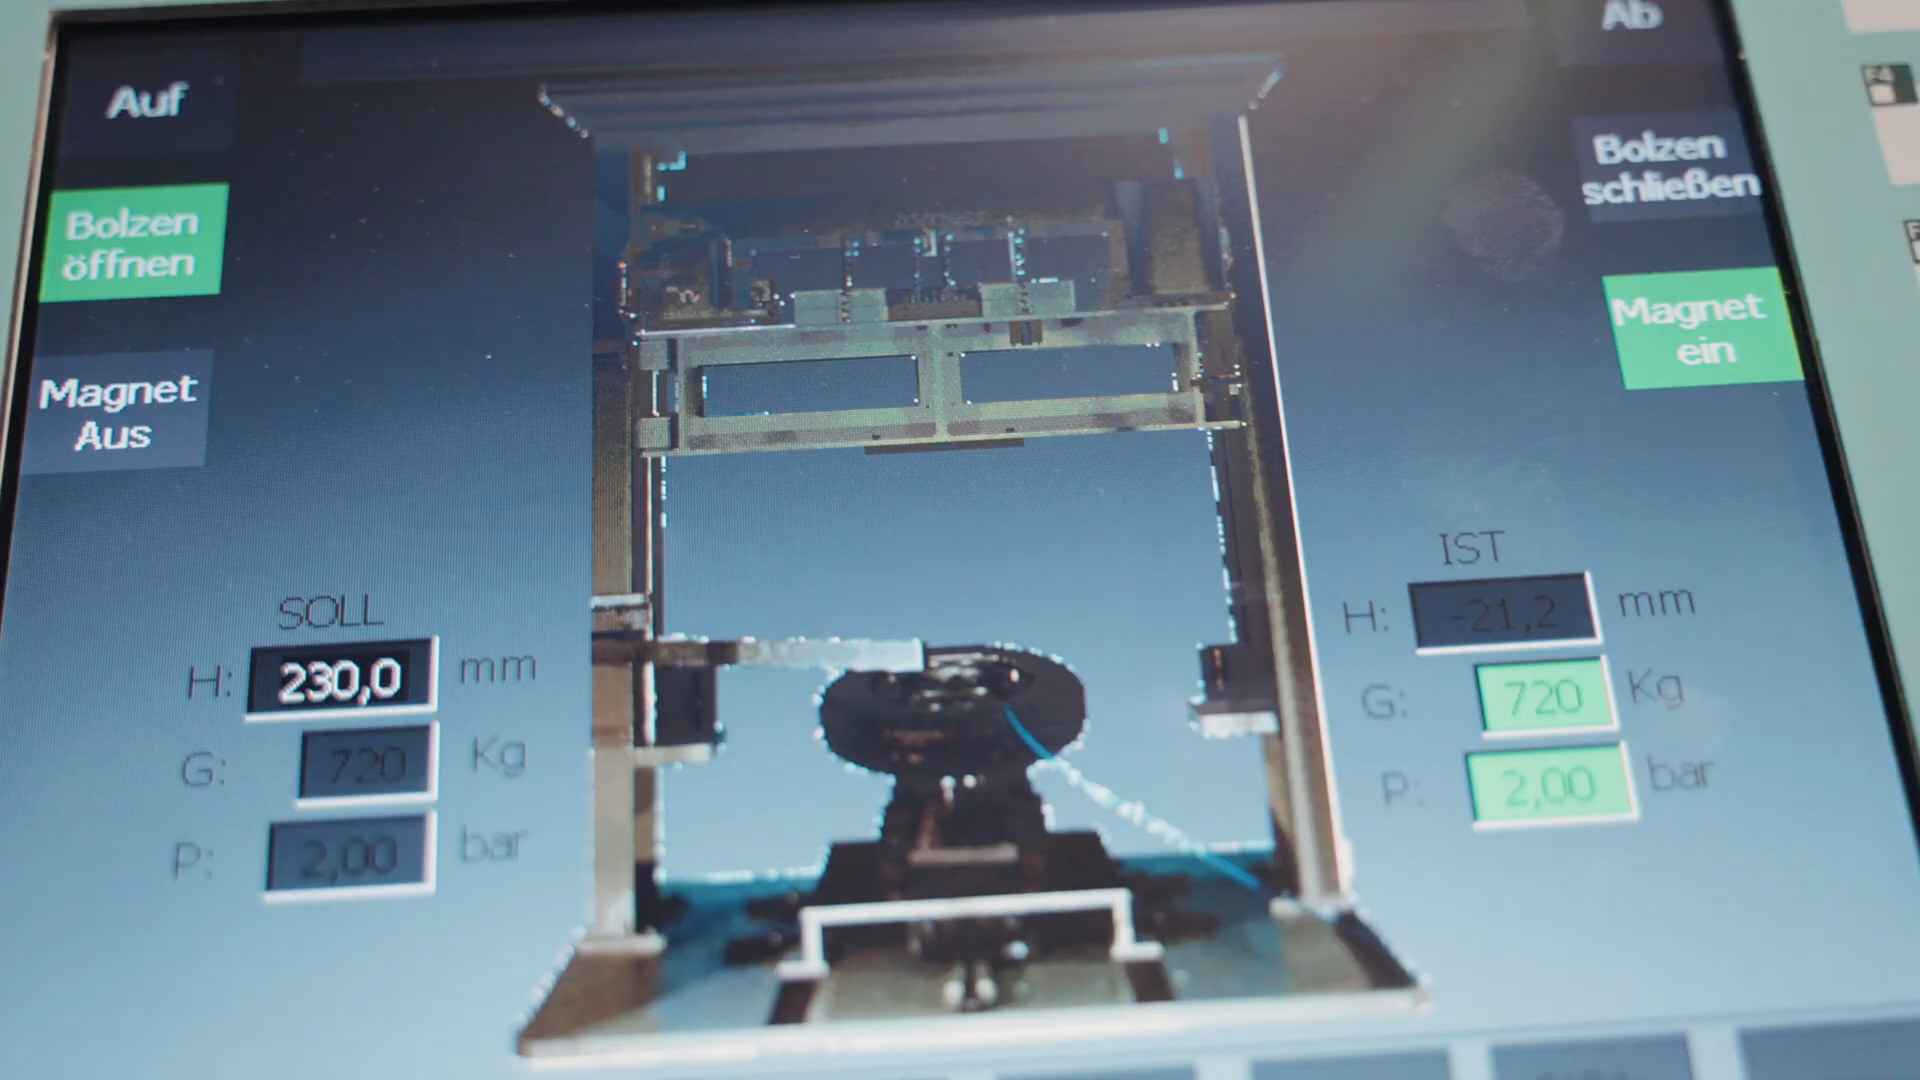 Auf
Ab
Bolzen
öffnen
Bolzen
schließen
Magnet
Aus
Magnet
ein
SOLL
H: 230,0 mm
G: 720 Kg
P: 2,00 bar
IST
H: -21,2 mm
G: 720 Kg
P: 2,00 bar
F4